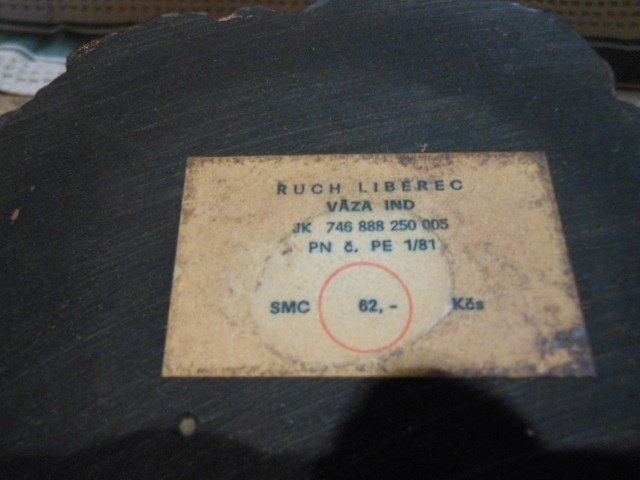 RUCH LIBEREC
VÁZA IND
JK 746 888 250 005
PN č. PE 1/81
SMC 62,- Kčs